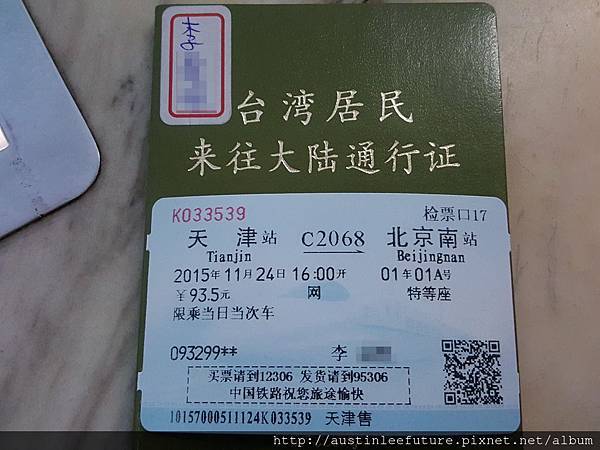 李
台湾居民
来往大陆通行证
K033539 检票口17
天津站 C2068 北京南站
Tianjin Beijingnan
2015年11月24日16:00开 01车01A号
￥93.5元 网 特等座
限乘当日当次车
093299** 李
买票请到12306 发货请到95306
中国铁路祝您旅途愉快
10157000511124K033539 天津售
http://austinleefuture.pixnet.net/album